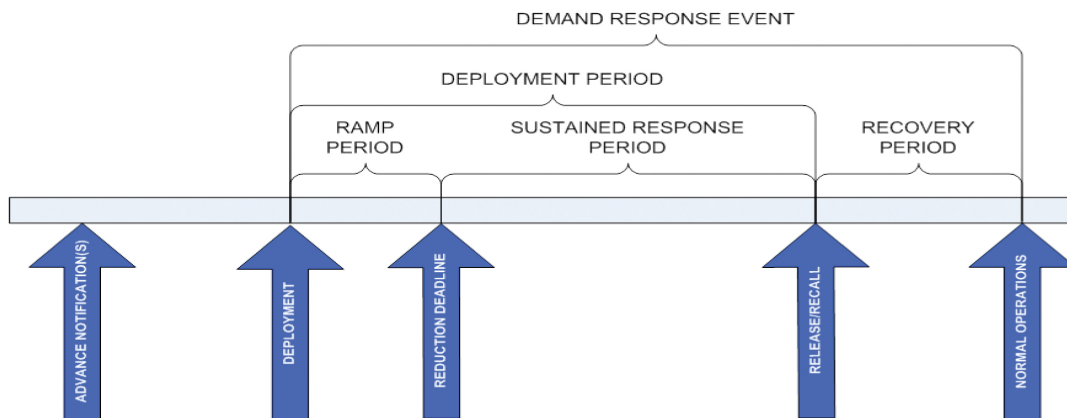 DEMAND RESPONSE EVENT
DEPLOYMENT PERIOD
RAMP
PERIOD
SUSTAINED RESPONSE
PERIOD
RECOVERY
PERIOD
ADVANCE NOTIFICATION(S)
DEPLOYMENT
REDUCTION DEADLINE
RELEASE/RECALL
NORMAL OPERATIONS